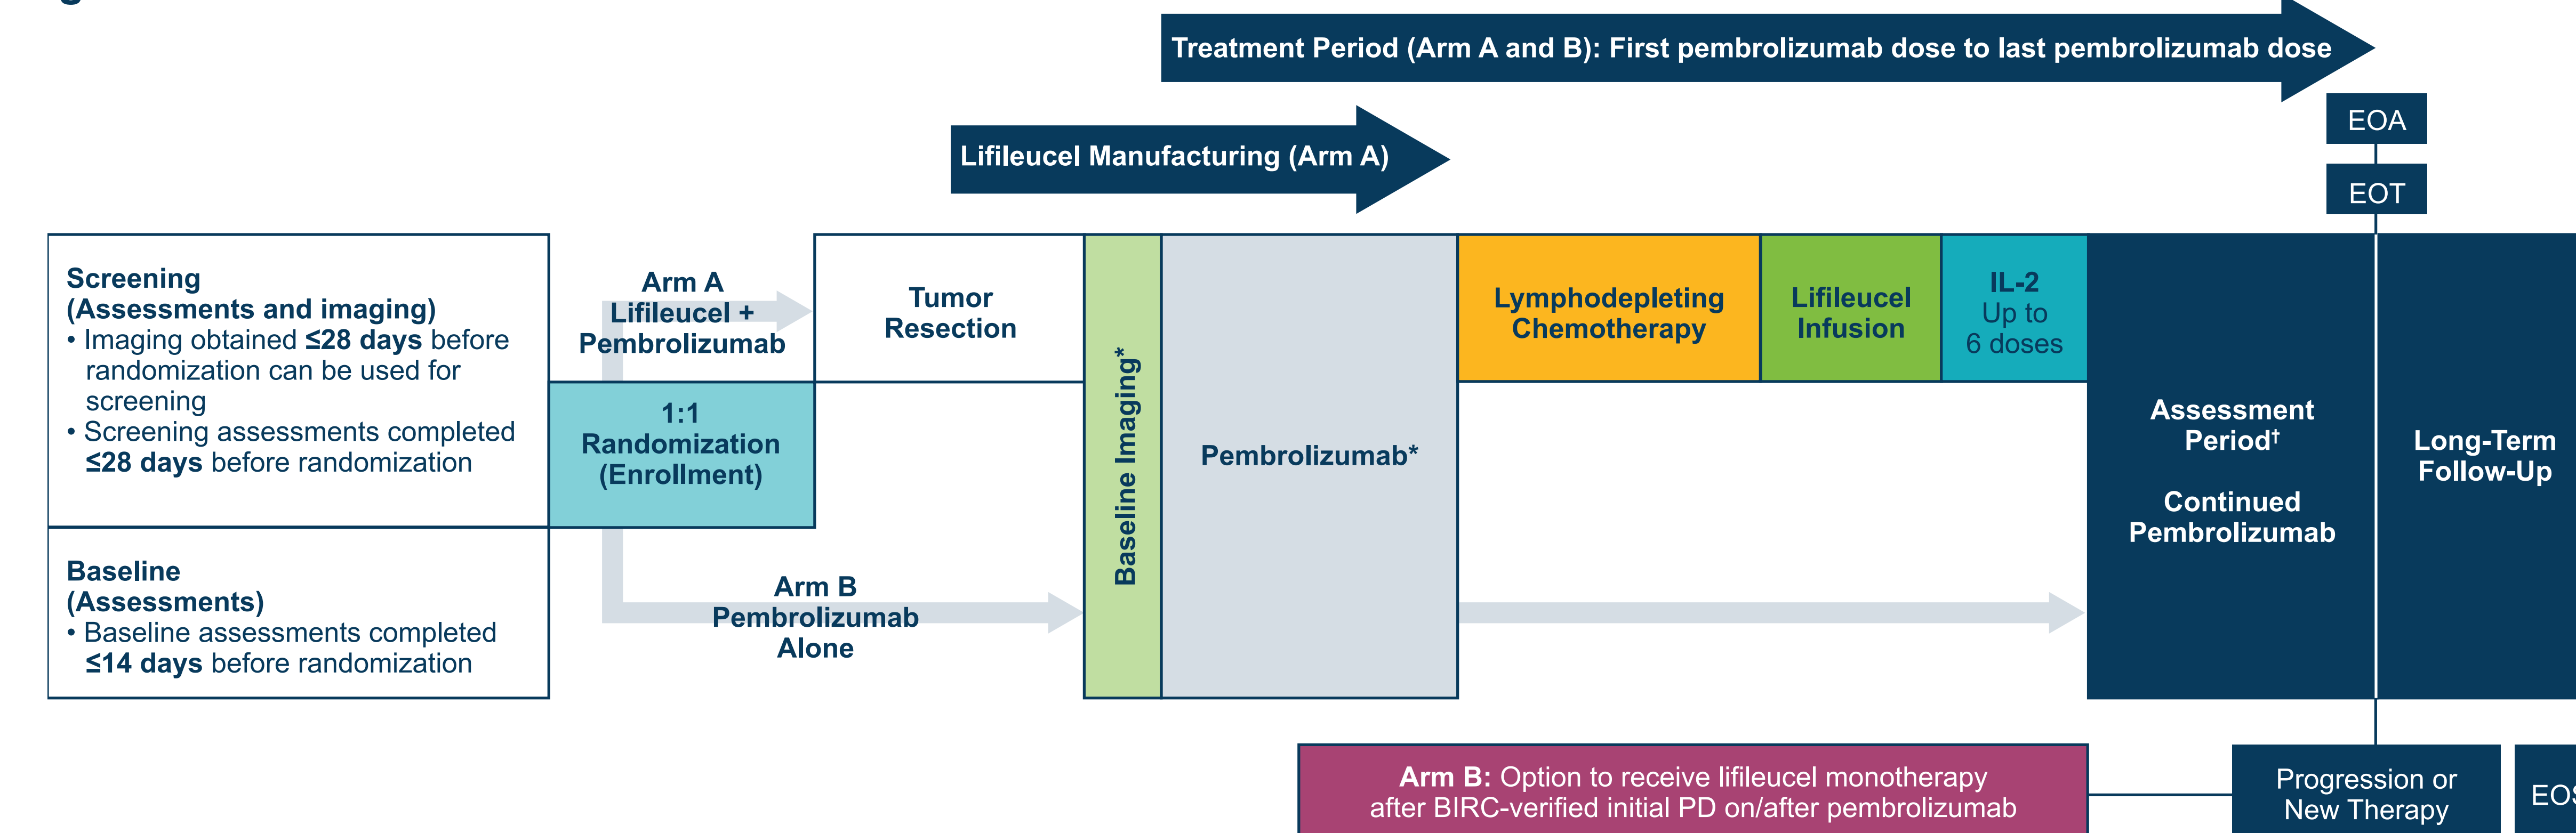 Treatment Period (Arm A and B): First pembrolizumab dose to last pembrolizumab dose
EOA
Lifileucel Manufacturing (Arm A)
EOT
Screening
(Assessments and imaging)
• Imaging obtained ≤28 days before
randomization can be used for
screening
• Screening assessments completed
≤28 days before randomization
Baseline
(Assessments)
• Baseline assessments completed
≤14 days before randomization
Arm A
Lifileucel +
Pembrolizumab
1:1
Randomization
(Enrollment)
Arm B
Pembrolizumab
Alone
Tumor
Resection
Baseline Imaging*
Pembrolizumab*
Lymphodepleting
Chemotherapy
Lifileucel
Infusion
IL-2
Up to
6 doses
Assessment
Period†
Continued
Pembrolizumab
Long-Term
Follow-Up
Arm B: Option to receive lifileucel monotherapy
after BIRC-verified initial PD on/after pembrolizumab
Progression or
New Therapy